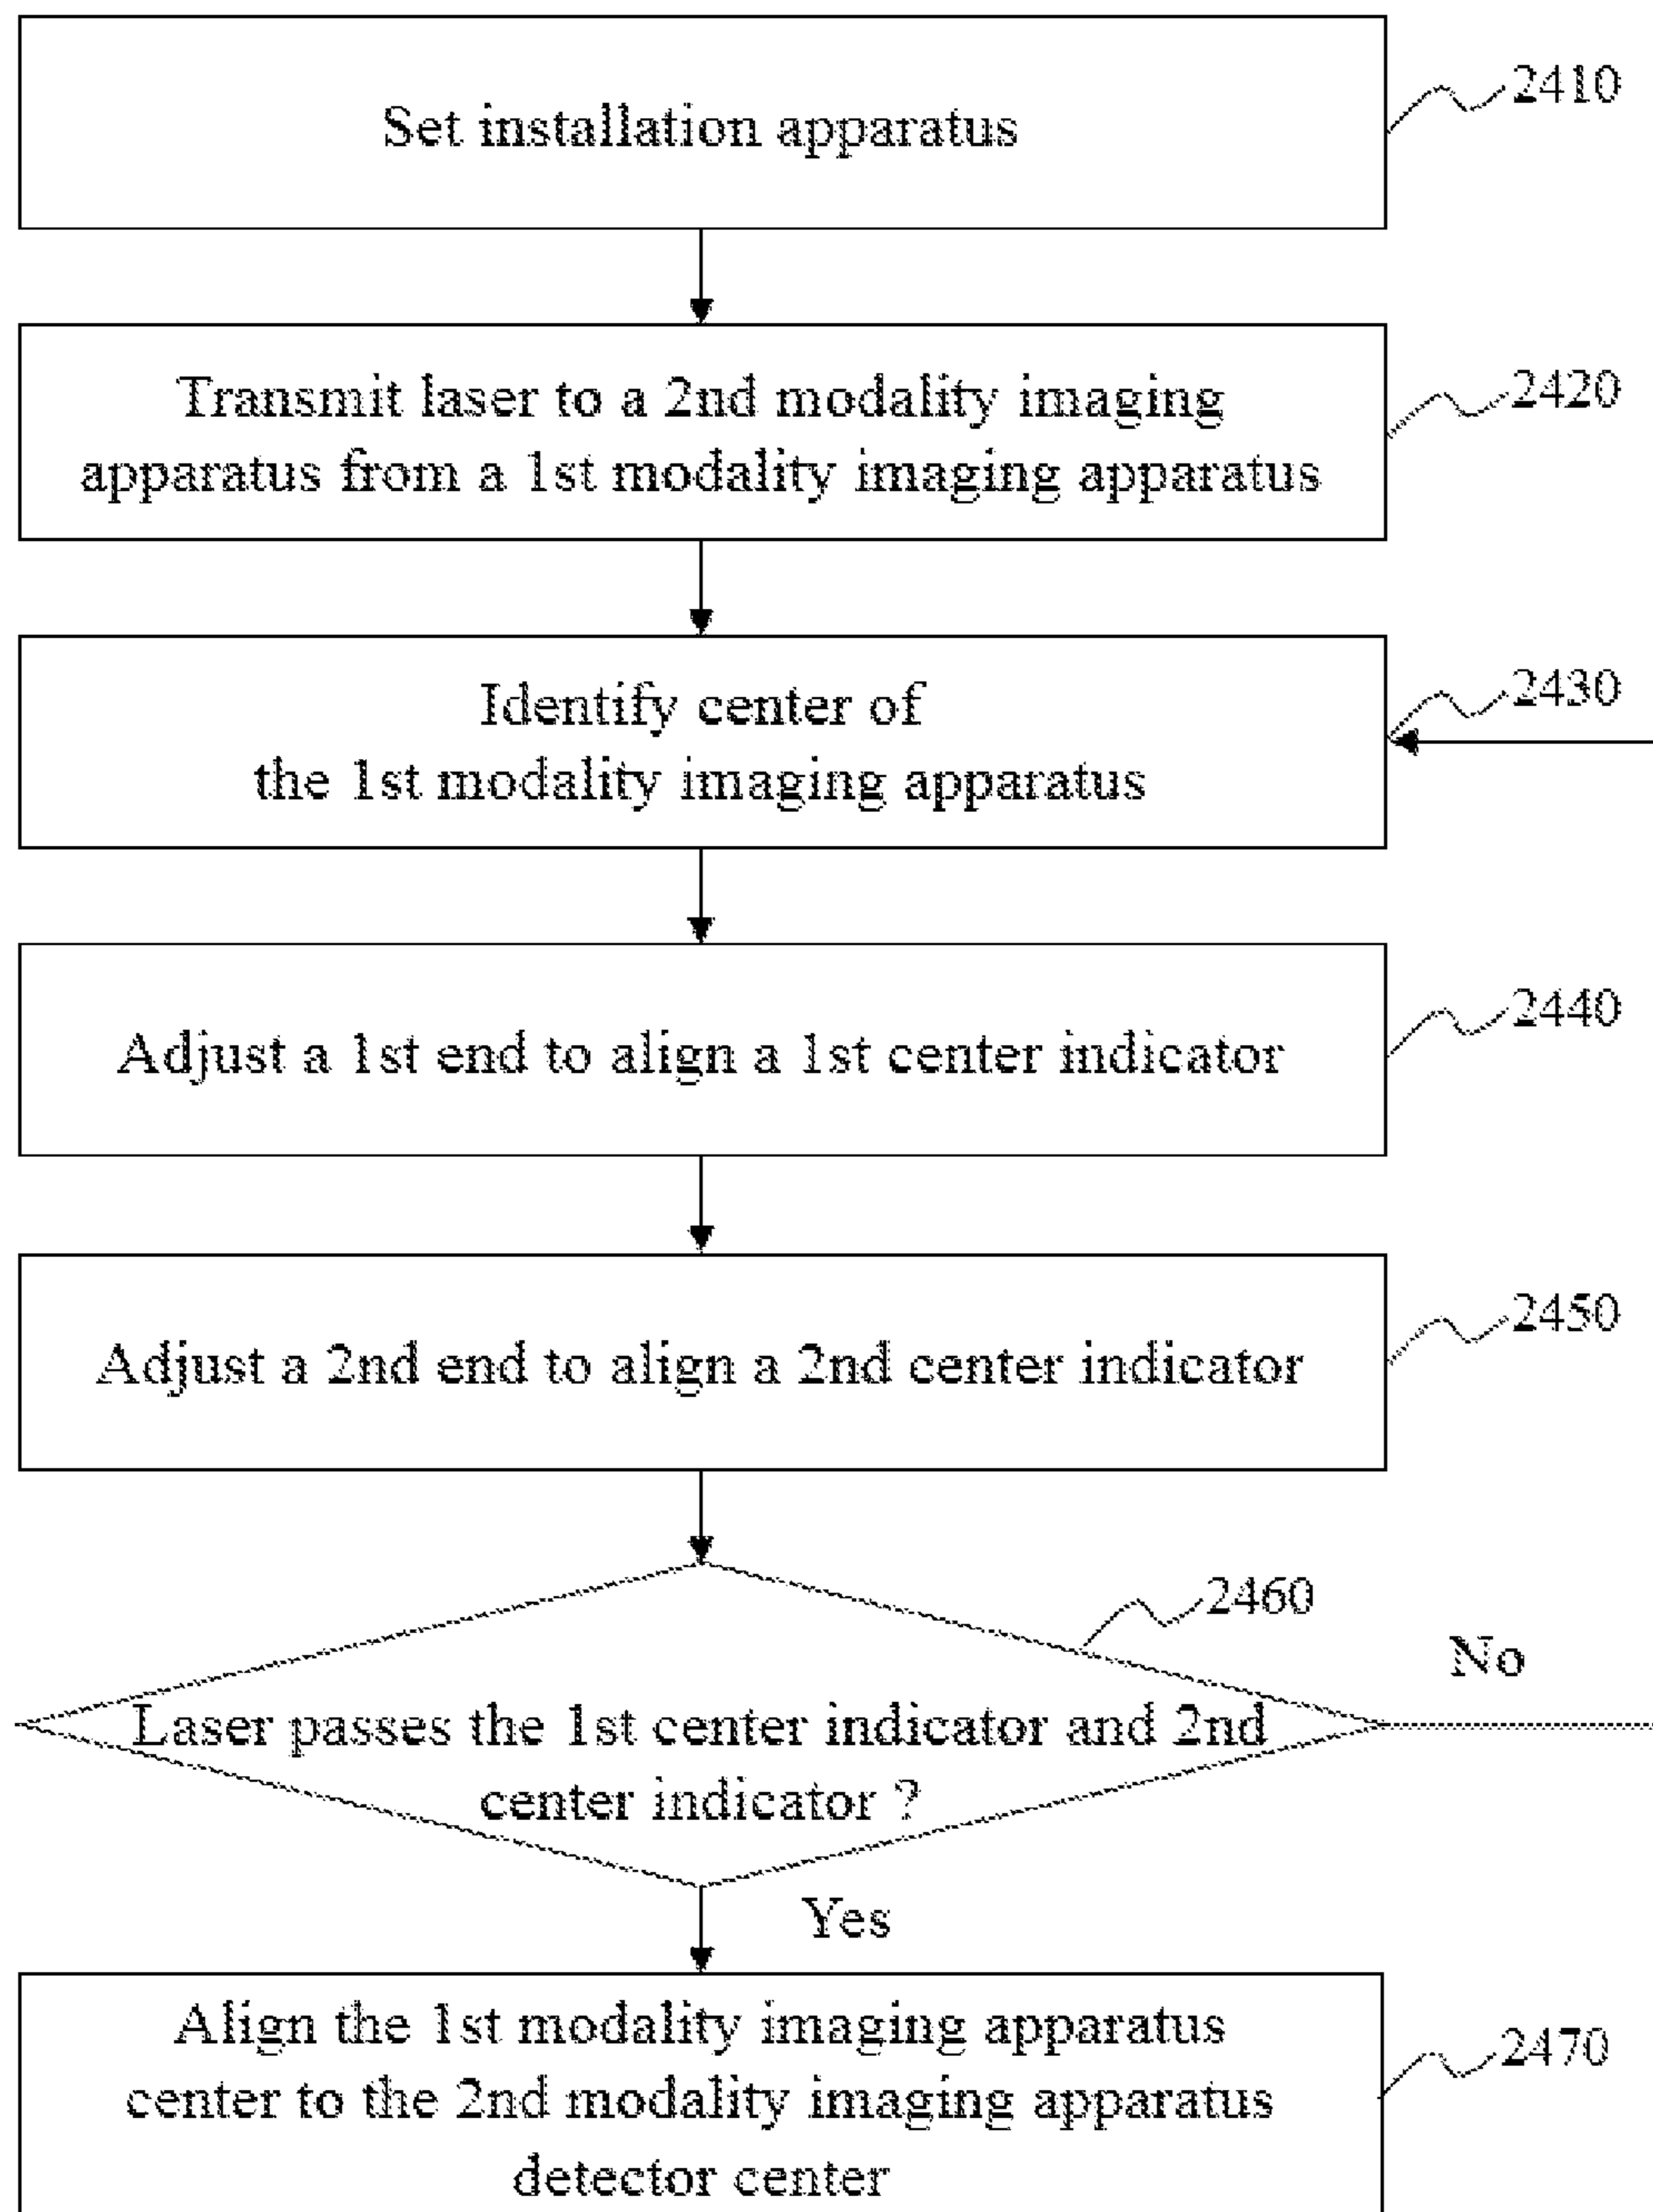 Set installation apparatus
2410
Transmit laser to a 2nd modality imaging
apparatus from a 1st modality imaging apparatus
2420
Identify center of
the 1st modality imaging apparatus
2430
Adjust a 1st end to align a 1st center indicator
2440
Adjust a 2nd end to align a 2nd center indicator
2450
2460
No
Laser passes the 1st center indicator and 2nd
center indicator ?
Yes
Align the 1st modality imaging apparatus
center to the 2nd modality imaging apparatus
detector center
2470